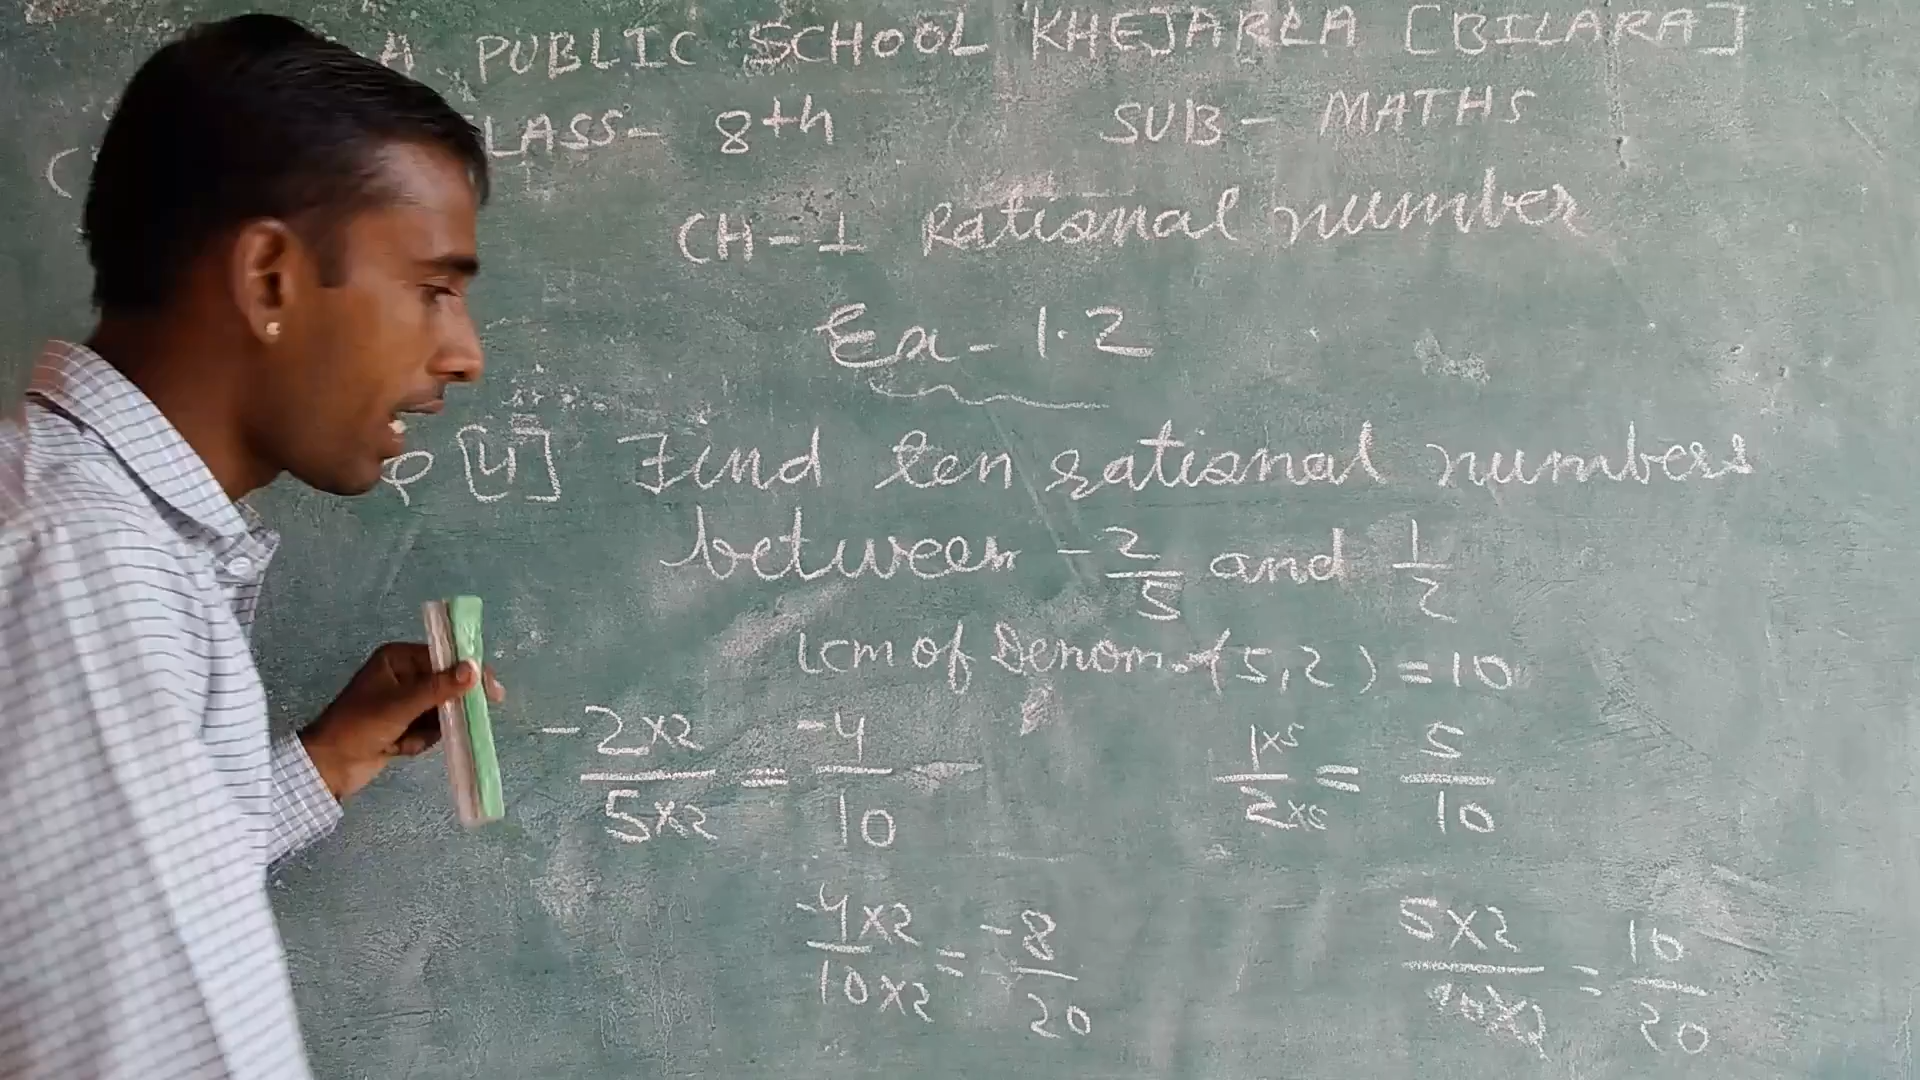 A PUBLIC SCHOOL KHEJARLA [BILARA]
CLASS- 8th SUB- MATHS
CH-1 Rational number
Ex-1.2
Q[4] Find ten rational numbers
between -2/5 and 1/2
LCM of Denom. (5,2) = 10
-2×2/5×2 = -4/10 1×5/2×5 = 5/10
-4×2/10×2 = -8/20 5×2/10×2 = 10/20